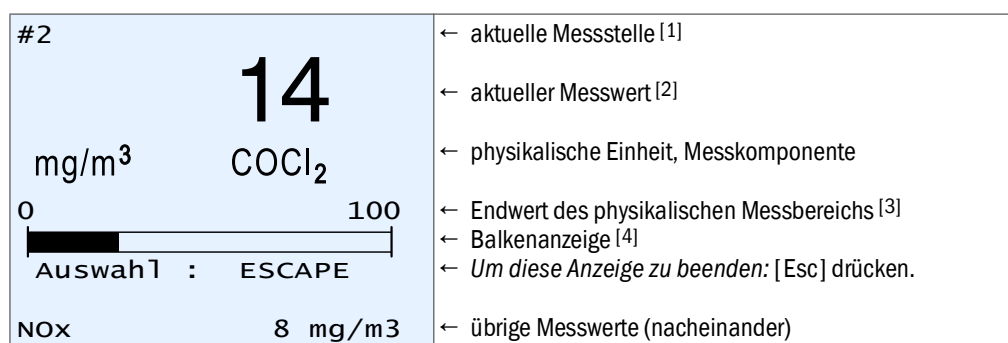 #2 ← aktuelle Messstelle [1]
14 ← aktueller Messwert [2]
mg/m³ COCl₂ ← physikalische Einheit, Messkomponente
0 100 ← Endwert des physikalischen Messbereichs [3]
← Balkenanzeige [4]
Auswahl : ESCAPE ← Um diese Anzeige zu beenden: [Esc] drücken.
NOx 8 mg/m3 ← übrige Messwerte (nacheinander)